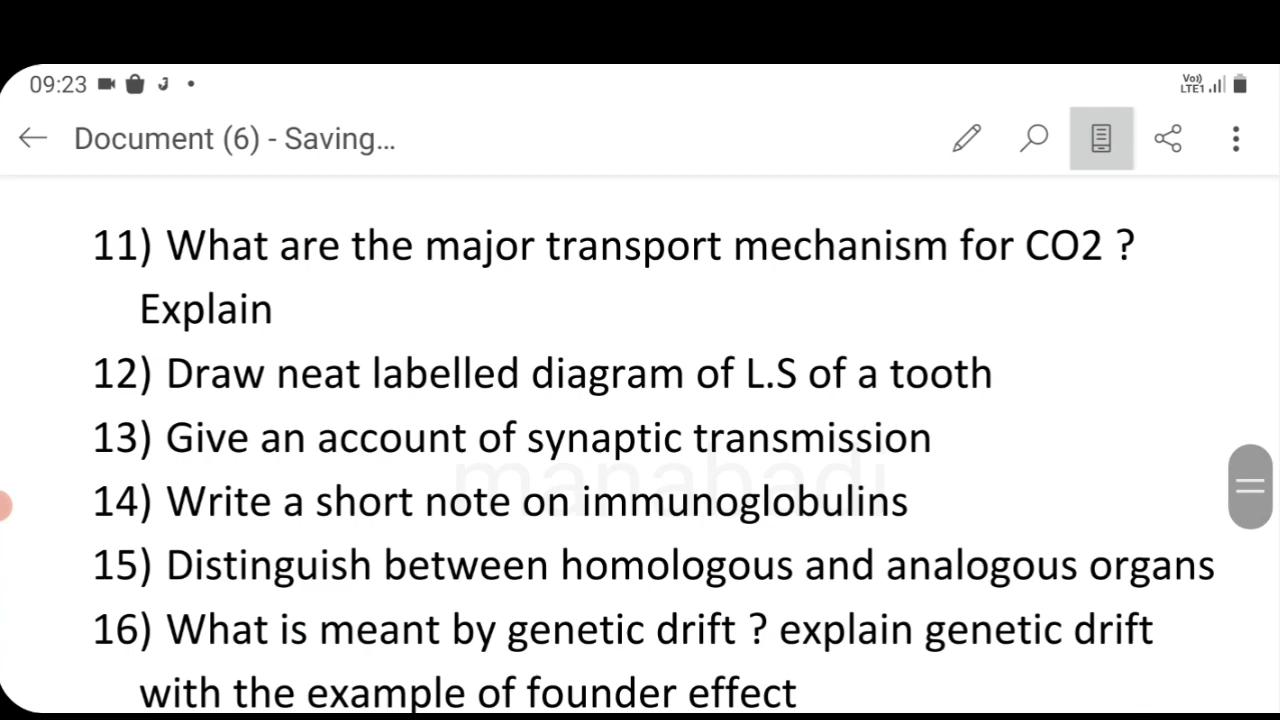 09:23
Vo)) LTE1
Document (6) - Saving...
11) What are the major transport mechanism for CO2 ?
Explain
12) Draw neat labelled diagram of L.S of a tooth
13) Give an account of synaptic transmission
manabadi
14) Write a short note on immunoglobulins
15) Distinguish between homologous and analogous organs
16) What is meant by genetic drift ? explain genetic drift
with the example of founder effect